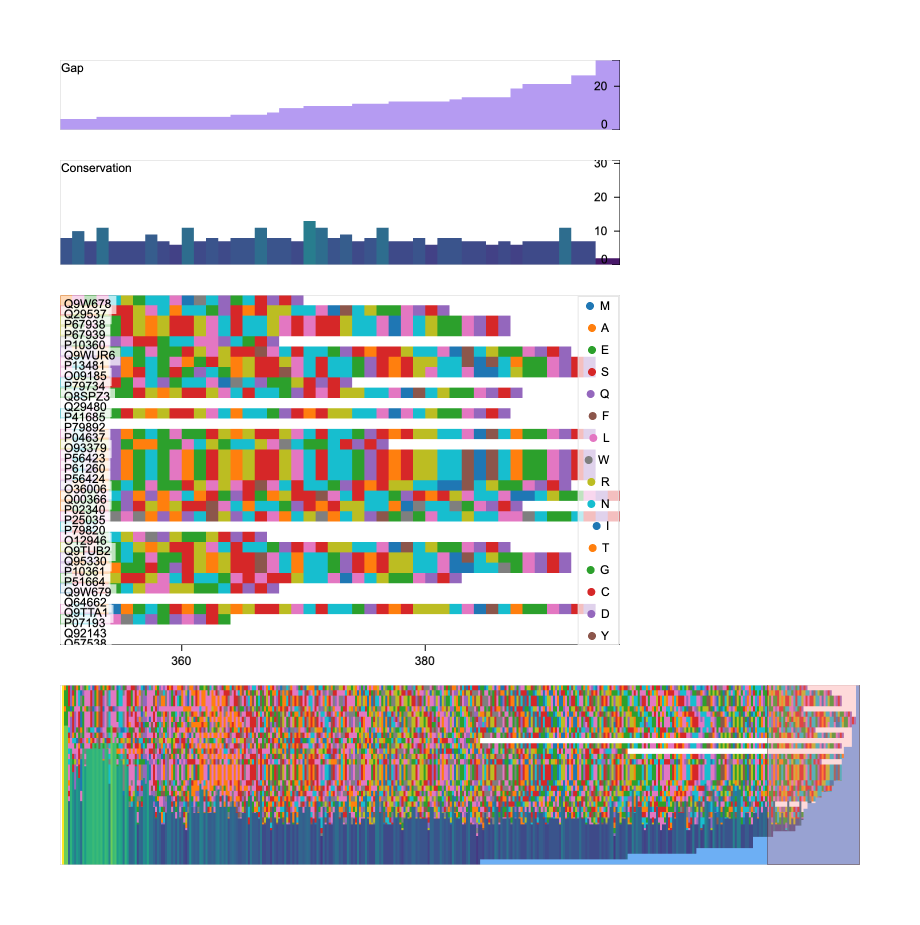 Gap
20
0
Conservation
30
20
10
0
Q9W678
Q29537
P67938
P67939
P10360
Q9WUR6
P13481
O09185
P79734
Q8SPZ3
Q29480
P41685
P79892
P04637
O93379
P56423
P61260
P56424
O36006
Q00366
P02340
P25035
P79820
O12946
Q9TUB2
Q95330
P10361
P51664
Q9W679
Q64662
Q9TTA1
P07193
Q92143
O57538
M
A
E
S
Q
F
L
W
R
N
I
T
G
C
D
Y
360
380